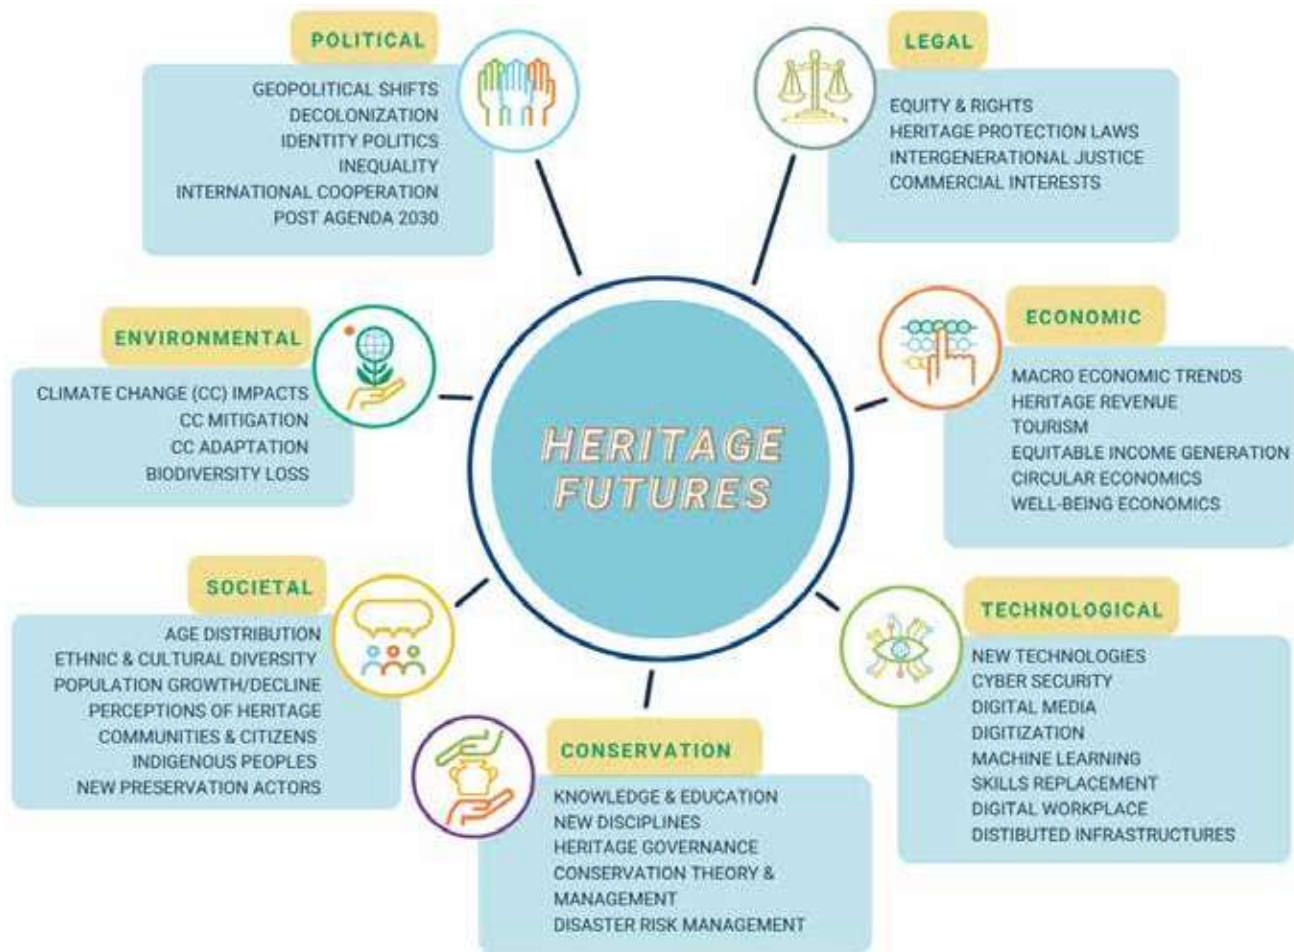 POLITICAL
GEOPOLITICAL SHIFTS
DECOLONIZATION
IDENTITY POLITICS
INEQUALITY
INTERNATIONAL COOPERATION
POST AGENDA 2030
LEGAL
EQUITY & RIGHTS
HERITAGE PROTECTION LAWS
INTERGENERATIONAL JUSTICE
COMMERCIAL INTERESTS
ENVIRONMENTAL
CLIMATE CHANGE (CC) IMPACTS
CC MITIGATION
CC ADAPTATION
BIODIVERSITY LOSS
HERITAGE
FUTURES
ECONOMIC
MACRO ECONOMIC TRENDS
HERITAGE REVENUE
TOURISM
EQUITABLE INCOME GENERATION
CIRCULAR ECONOMICS
WELL-BEING ECONOMICS
SOCIETAL
AGE DISTRIBUTION
ETHNIC & CULTURAL DIVERSITY
POPULATION GROWTH/DECLINE
PERCEPTIONS OF HERITAGE
COMMUNITIES & CITIZENS
INDIGENOUS PEOPLES
NEW PRESERVATION ACTORS
CONSERVATION
KNOWLEDGE & EDUCATION
NEW DISCIPLINES
HERITAGE GOVERNANCE
CONSERVATION THEORY &
MANAGEMENT
DISASTER RISK MANAGEMENT
TECHNOLOGICAL
NEW TECHNOLOGIES
CYBER SECURITY
DIGITAL MEDIA
DIGITIZATION
MACHINE LEARNING
SKILLS REPLACEMENT
DIGITAL WORKPLACE
DISTIBUTED INFRASTRUCTURES